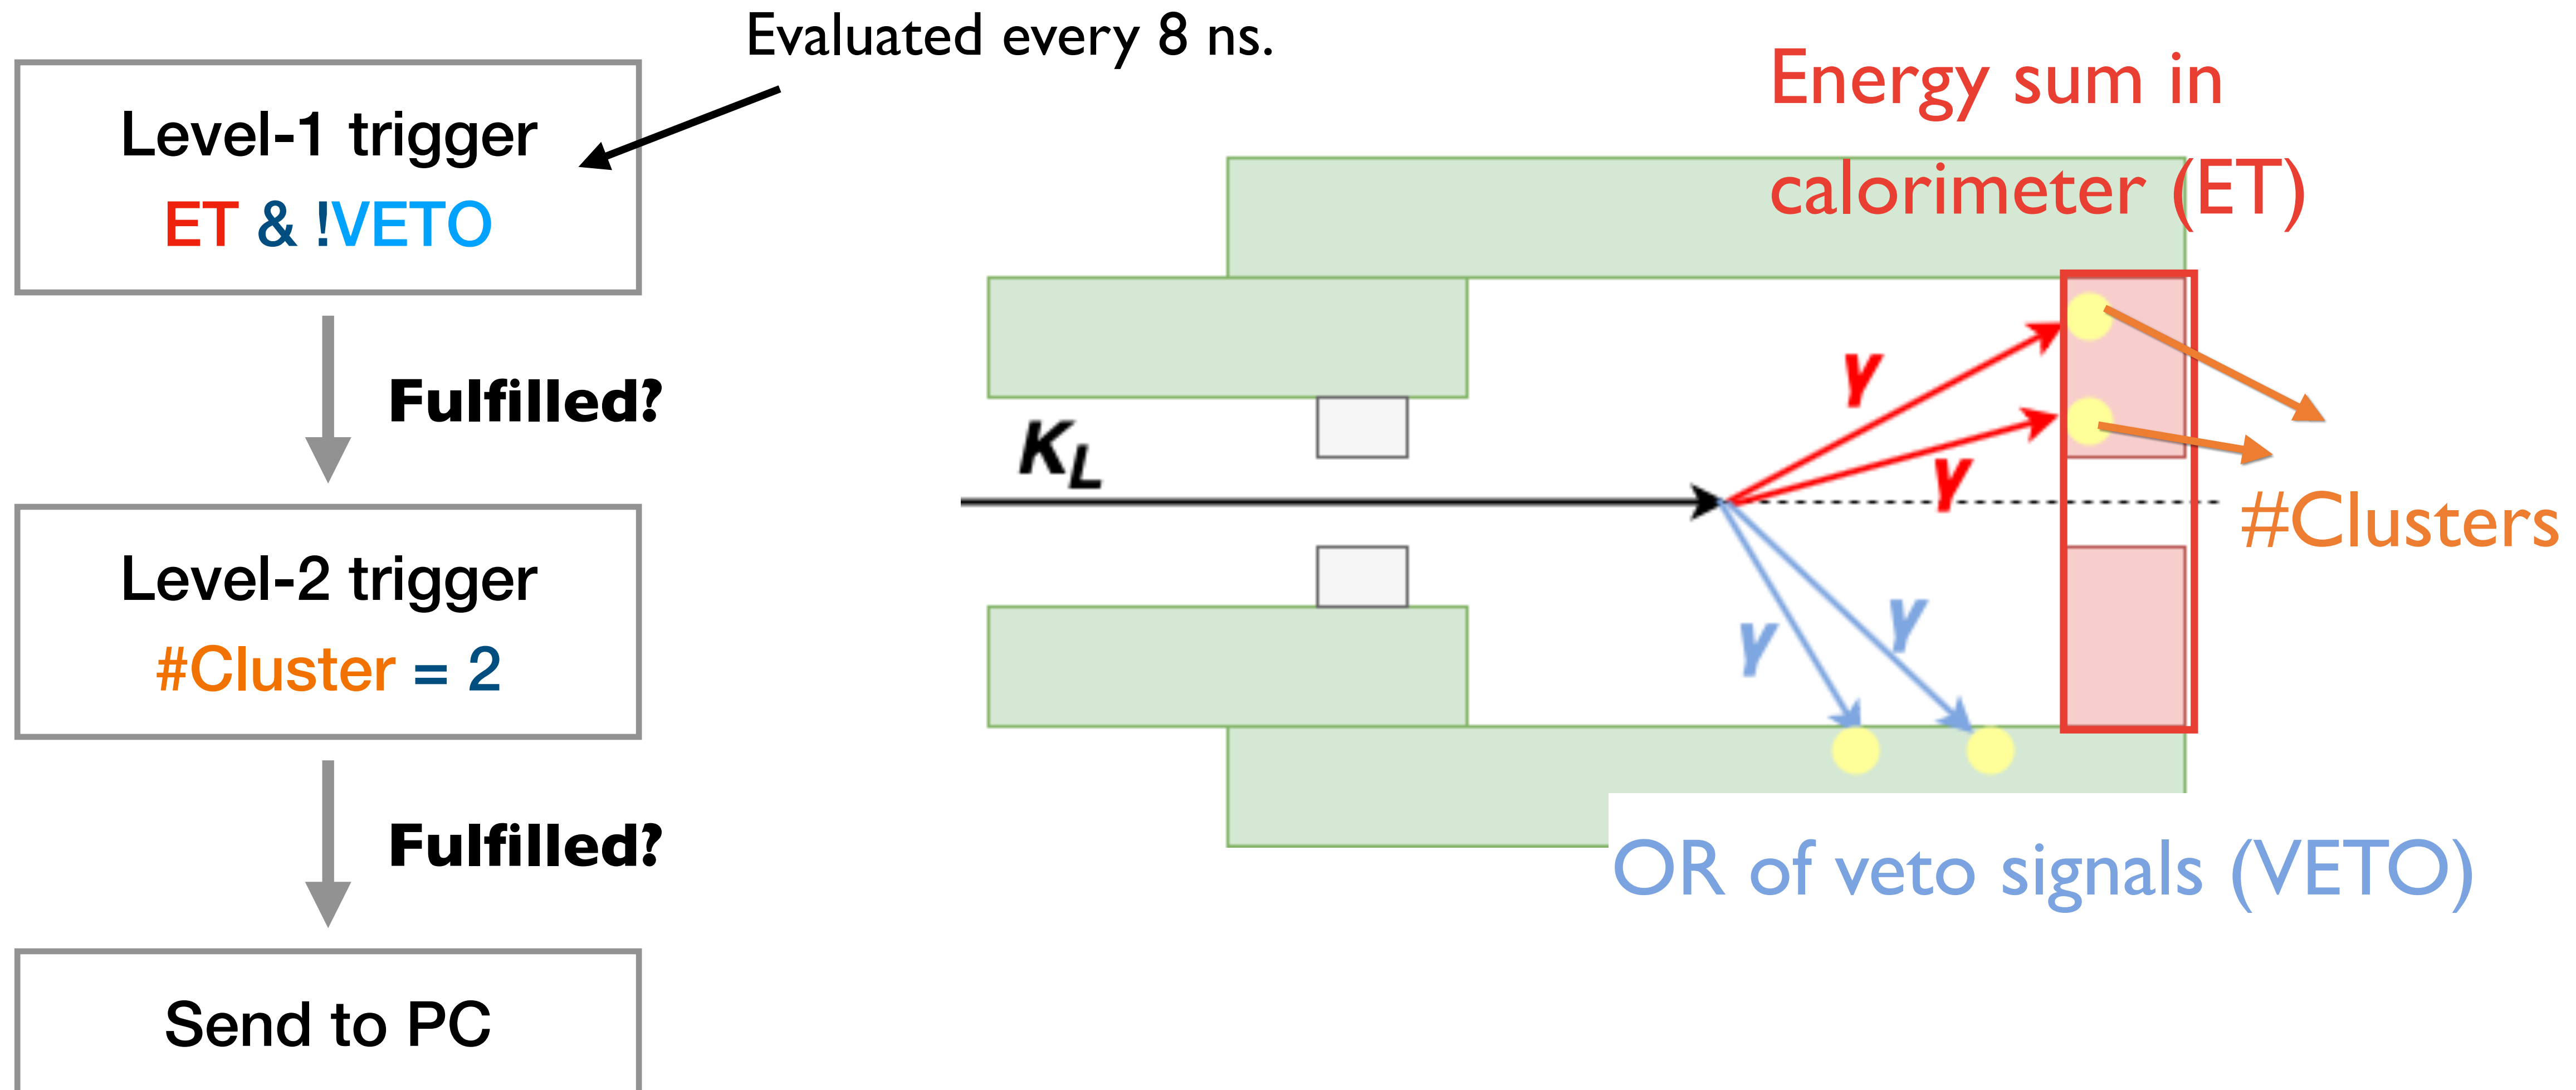 Evaluated every 8 ns.
Level-1 trigger
ET & !VETO
Fulfilled?
Level-2 trigger
#Cluster = 2
Fulfilled?
Send to PC
Energy sum in
calorimeter (ET)
K_L
γ
γ
γ
γ
#Clusters
OR of veto signals (VETO)